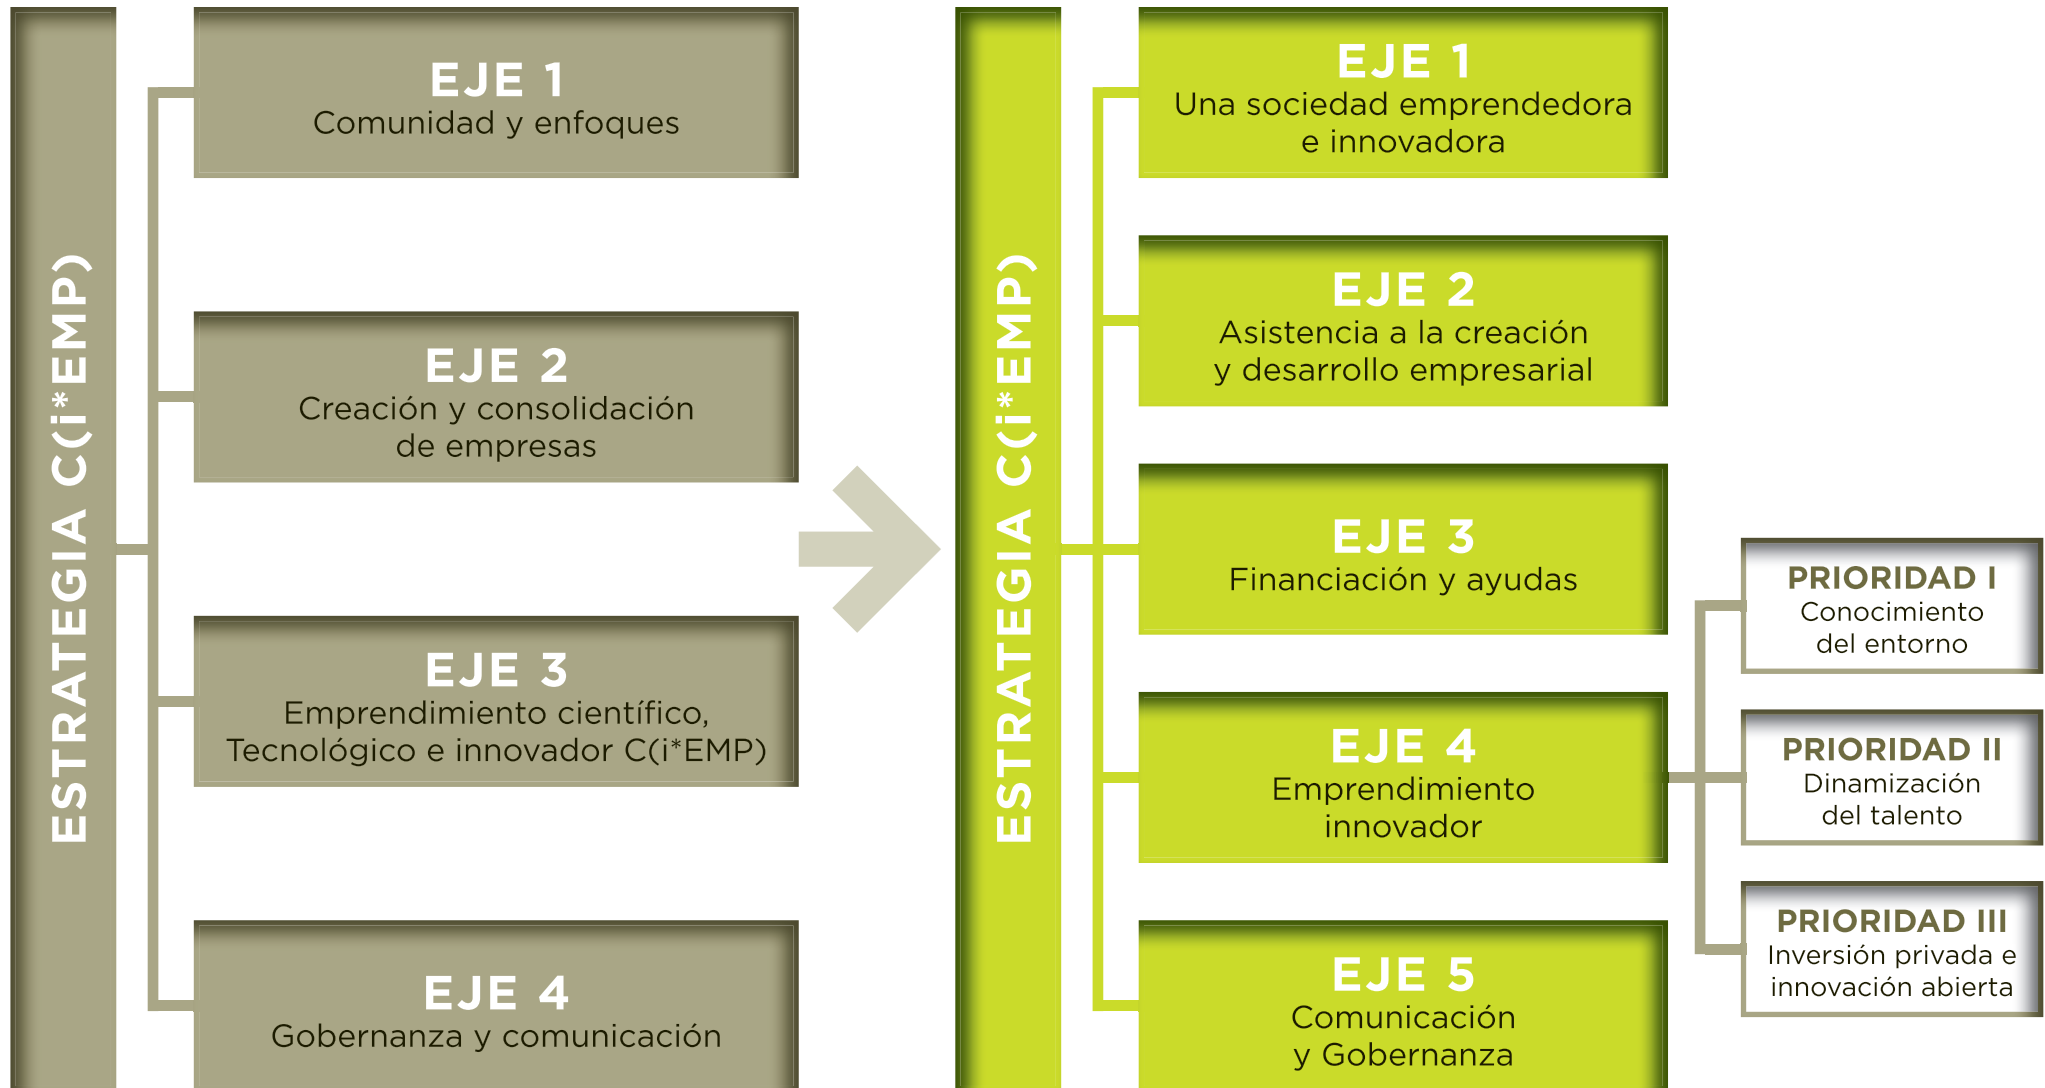 ESTRATEGIA C(i*EMP)
EJE 1
Comunidad y enfoques
EJE 2
Creación y consolidación
de empresas
EJE 3
Emprendimiento científico,
Tecnológico e innovador C(i*EMP)
EJE 4
Gobernanza y comunicación
ESTRATEGIA C(i*EMP)
EJE 1
Una sociedad emprendedora
e innovadora
EJE 2
Asistencia a la creación
y desarrollo empresarial
EJE 3
Financiación y ayudas
EJE 4
Emprendimiento
innovador
EJE 5
Comunicación
y Gobernanza
PRIORIDAD I
Conocimiento
del entorno
PRIORIDAD II
Dinamización
del talento
PRIORIDAD III
Inversión privada e
innovación abierta